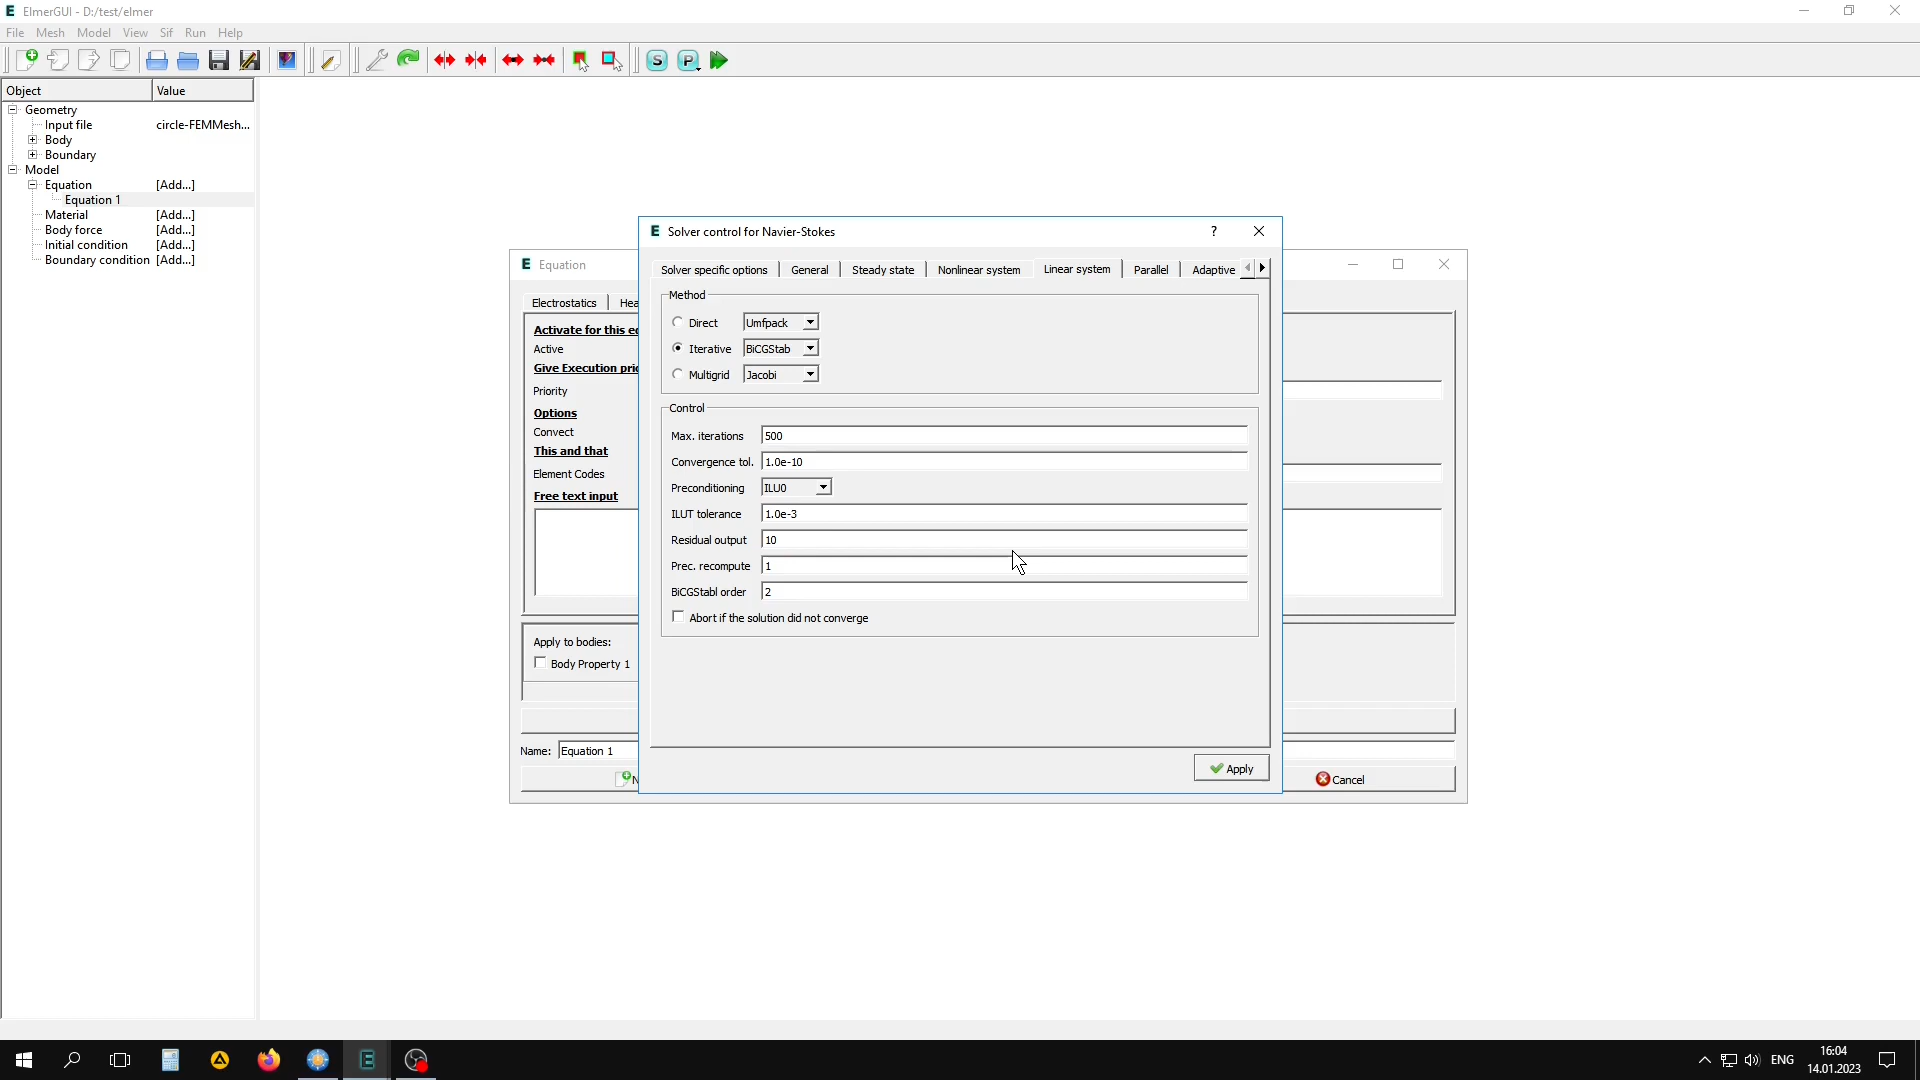 ElmerGUI - D:/test/elmer
File Mesh Model View Sif Run Help
S P
Object Value
Geometry
Input file circle-FEMMesh...
Body
Boundary
Model
Equation [Add...]
Equation 1
Material [Add...]
Body force [Add...]
Initial condition [Add...]
Boundary condition [Add...]
E Equation
Electrostatics Hea
Activate for this eq
Active
Give Execution prio
Priority
Options
Convect
This and that
Element Codes
Free text input
Apply to bodies:
Body Property 1
Name: Equation 1
N
Cancel
E Solver control for Navier-Stokes ?
Solver specific options General Steady state Nonlinear system Linear system Parallel Adaptive
Method
Direct Umfpack
Iterative BiCGStab
Multigrid Jacobi
Control
Max. iterations 500
Convergence tol. 1.0e-10
Preconditioning ILU0
ILUT tolerance 1.0e-3
Residual output 10
Prec. recompute 1
BiCGStabl order 2
Abort if the solution did not converge
Apply
E
ENG
16:04
14.01.2023